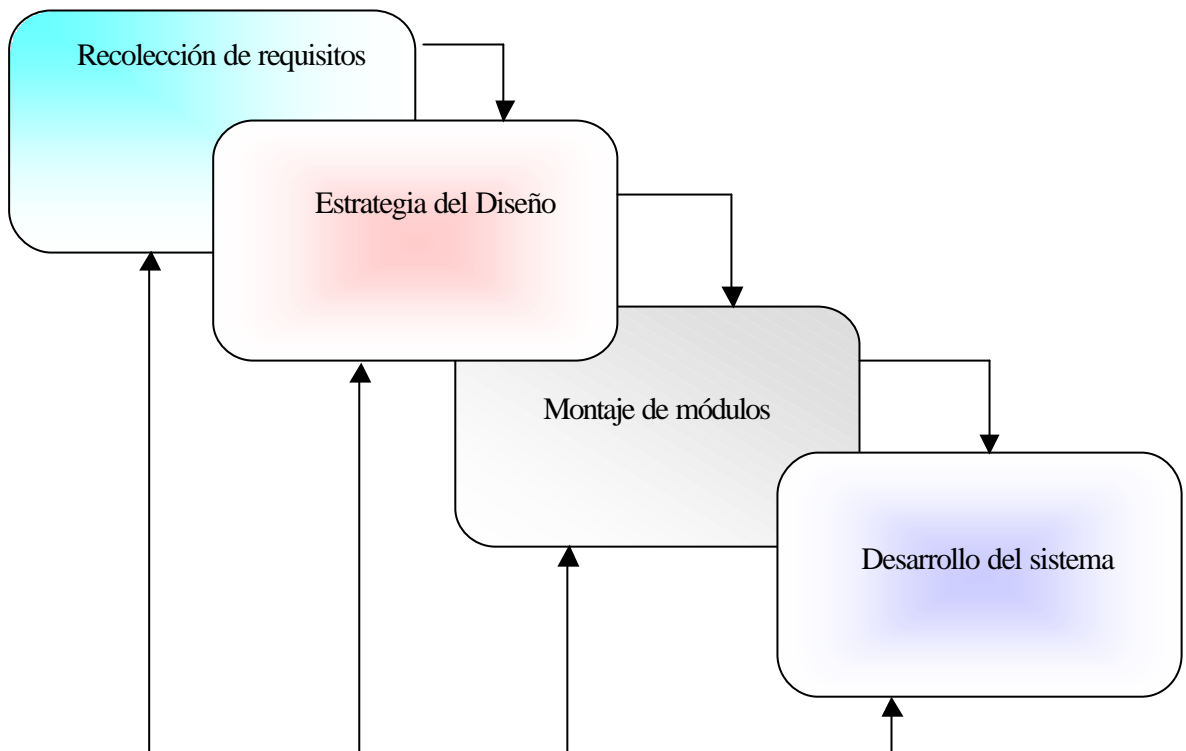 Recolección de requisitos
Estrategia del Diseño
Montaje de módulos
Desarrollo del sistema